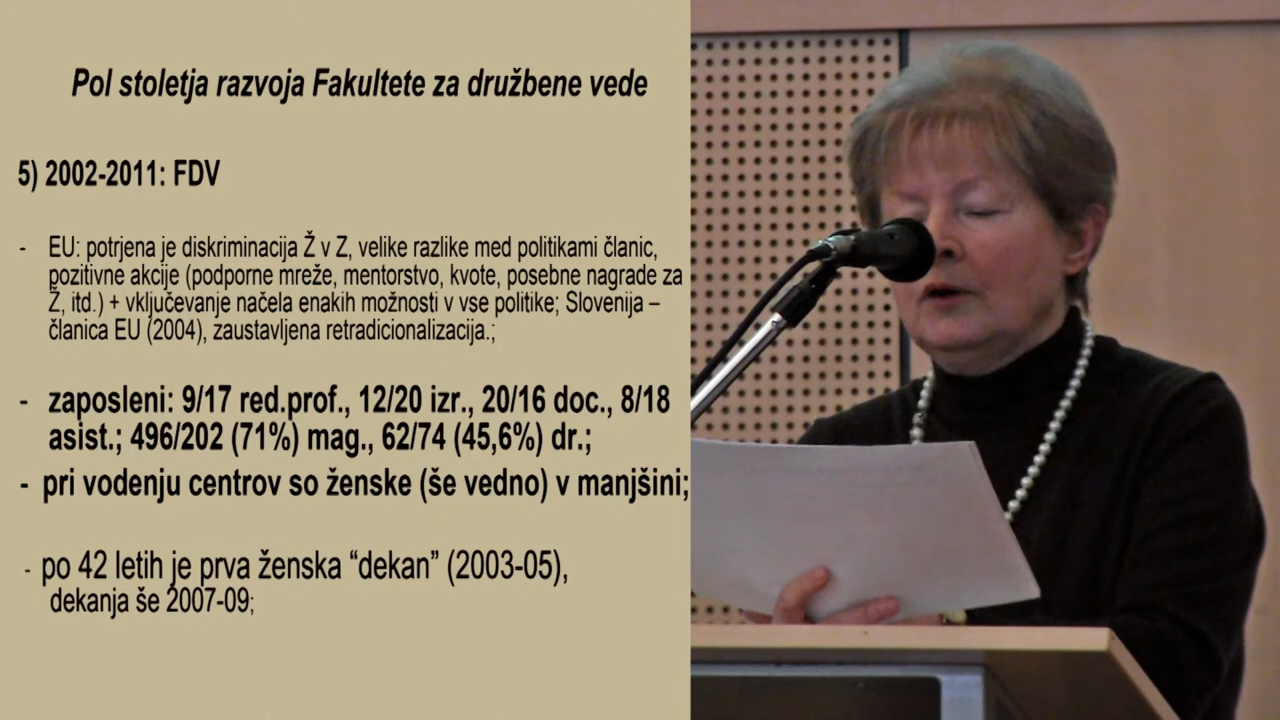 Pol stoletja razvoja Fakultete za družbene vede
5) 2002-2011: FDV
- EU: potrjena je diskriminacija Ž v Z, velike razlike med politikami članic,
pozitivne akcije (podporne mreže, mentorstvo, kvote, posebne nagrade za
Ž, itd.) + vključevanje načela enakih možnosti v vse politike; Slovenija –
članica EU (2004), zaustavljena retradicionalizacija.;
- zaposleni: 9/17 red.prof., 12/20 izr., 20/16 doc., 8/18
asist.; 496/202 (71%) mag., 62/74 (45,6%) dr.;
- pri vodenju centrov so ženske (še vedno) v manjšini;
- po 42 letih je prva ženska “dekan” (2003-05),
dekanja še 2007-09;